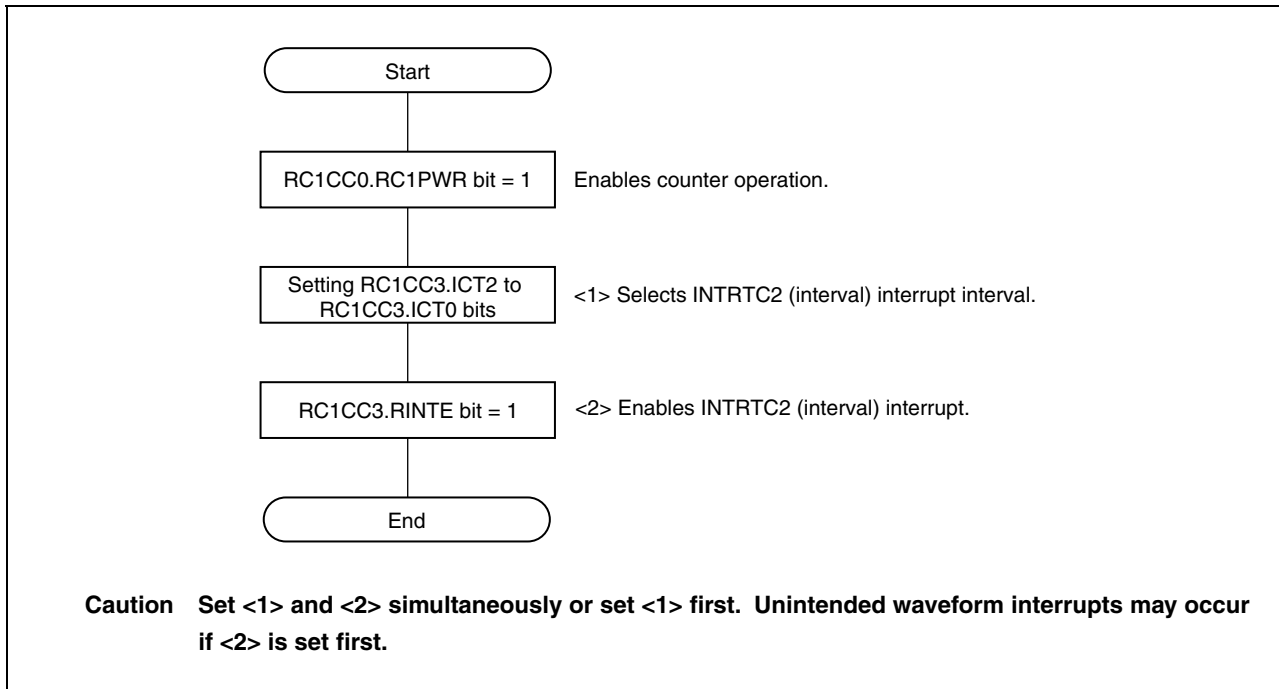 Start
RC1CC0.RC1PWR bit = 1
Enables counter operation.
Setting RC1CC3.ICT2 to
RC1CC3.ICT0 bits
<1> Selects INTRTC2 (interval) interrupt interval.
RC1CC3.RINTE bit = 1
<2> Enables INTRTC2 (interval) interrupt.
End
Caution Set <1> and <2> simultaneously or set <1> first. Unintended waveform interrupts may occur
if <2> is set first.